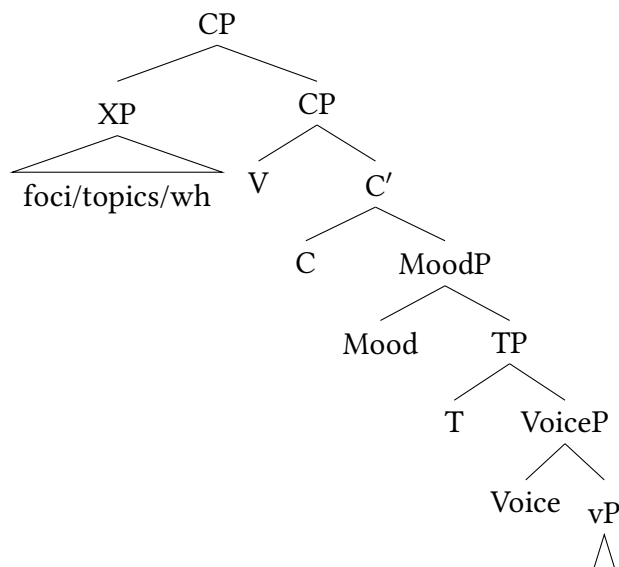 CP
XP CP
foci/topics/wh V C′
C MoodP
Mood TP
T VoiceP
Voice vP